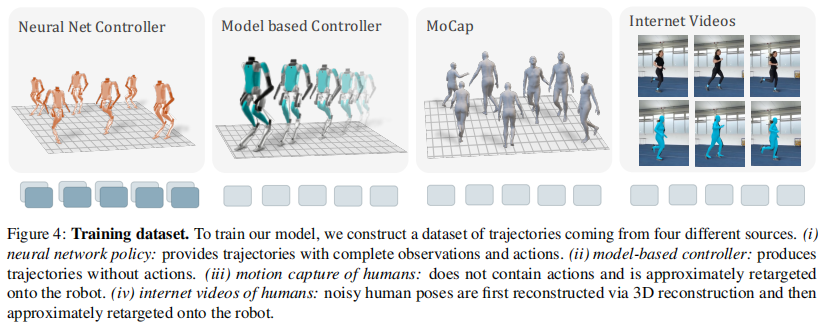 Neural Net Controller
Model based Controller
MoCap
Internet Videos
Figure 4: Training dataset. To train our model, we construct a dataset of trajectories coming from four different sources. (i)
neural network policy: provides trajectories with complete observations and actions. (ii) model-based controller: produces
trajectories without actions. (iii) motion capture of humans: does not contain actions and is approximately retargeted
onto the robot. (iv) internet videos of humans: noisy human poses are first reconstructed via 3D reconstruction and then
approximately retargeted onto the robot.